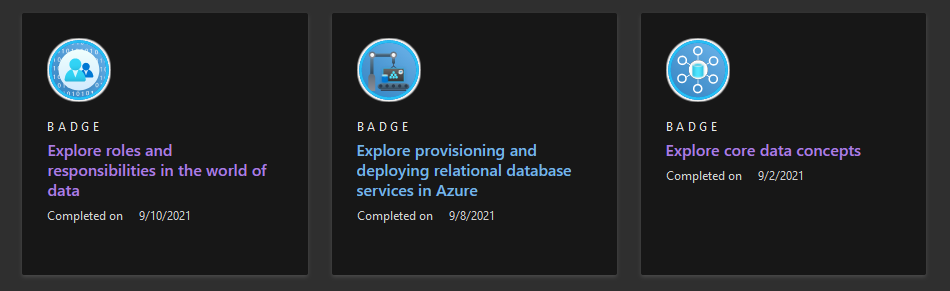 BADGE
Explore roles and
responsibilities in the world of
data
Completed on 9/10/2021
BADGE
Explore provisioning and
deploying relational database
services in Azure
Completed on 9/8/2021
BADGE
Explore core data concepts
Completed on 9/2/2021